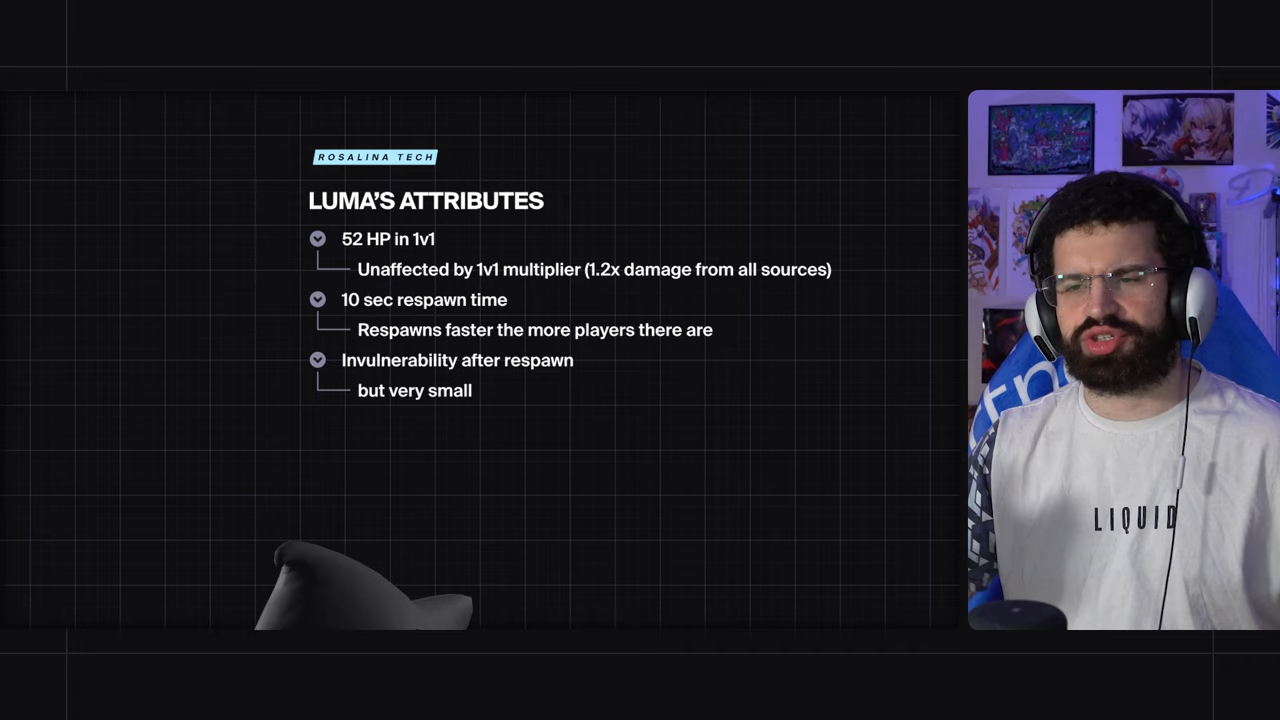 ROSALINA TECH
LUMA'S ATTRIBUTES
52 HP in 1v1
Unaffected by 1v1 multiplier (1.2x damage from all sources)
10 sec respawn time
Respawns faster the more players there are
Invulnerability after respawn
but very small
LIQUID